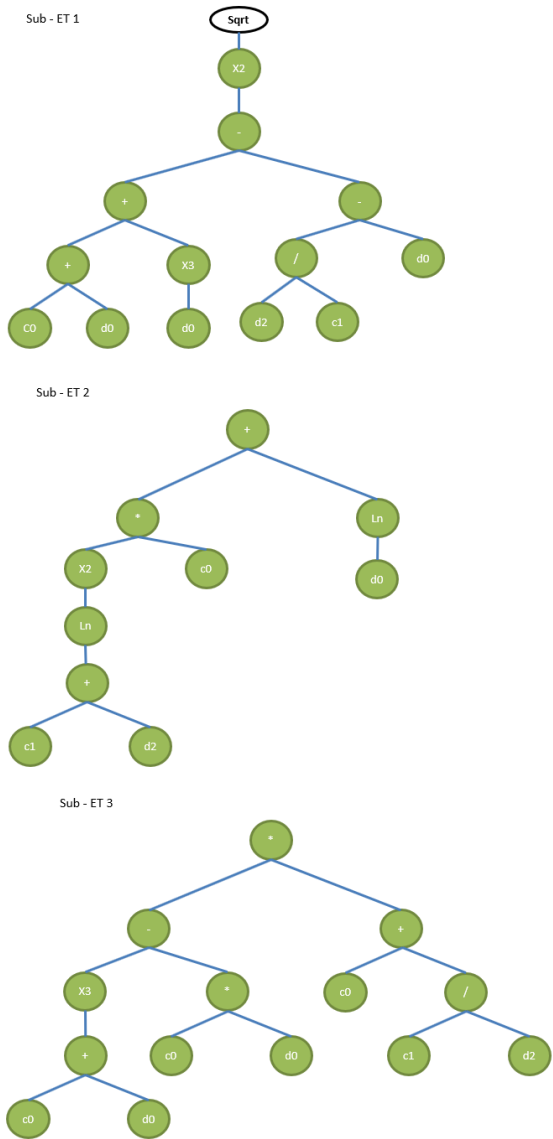 Sub - ET 1
Sqrt
X2
-
+ -
+ X3 / d0
C0 d0 d0 d2 c1
Sub - ET 2
+
* Ln
X2 c0 d0
Ln
+
c1 d2
Sub - ET 3
*
- +
X3 * c0 /
+ c0 d0 c1 d2
c0 d0